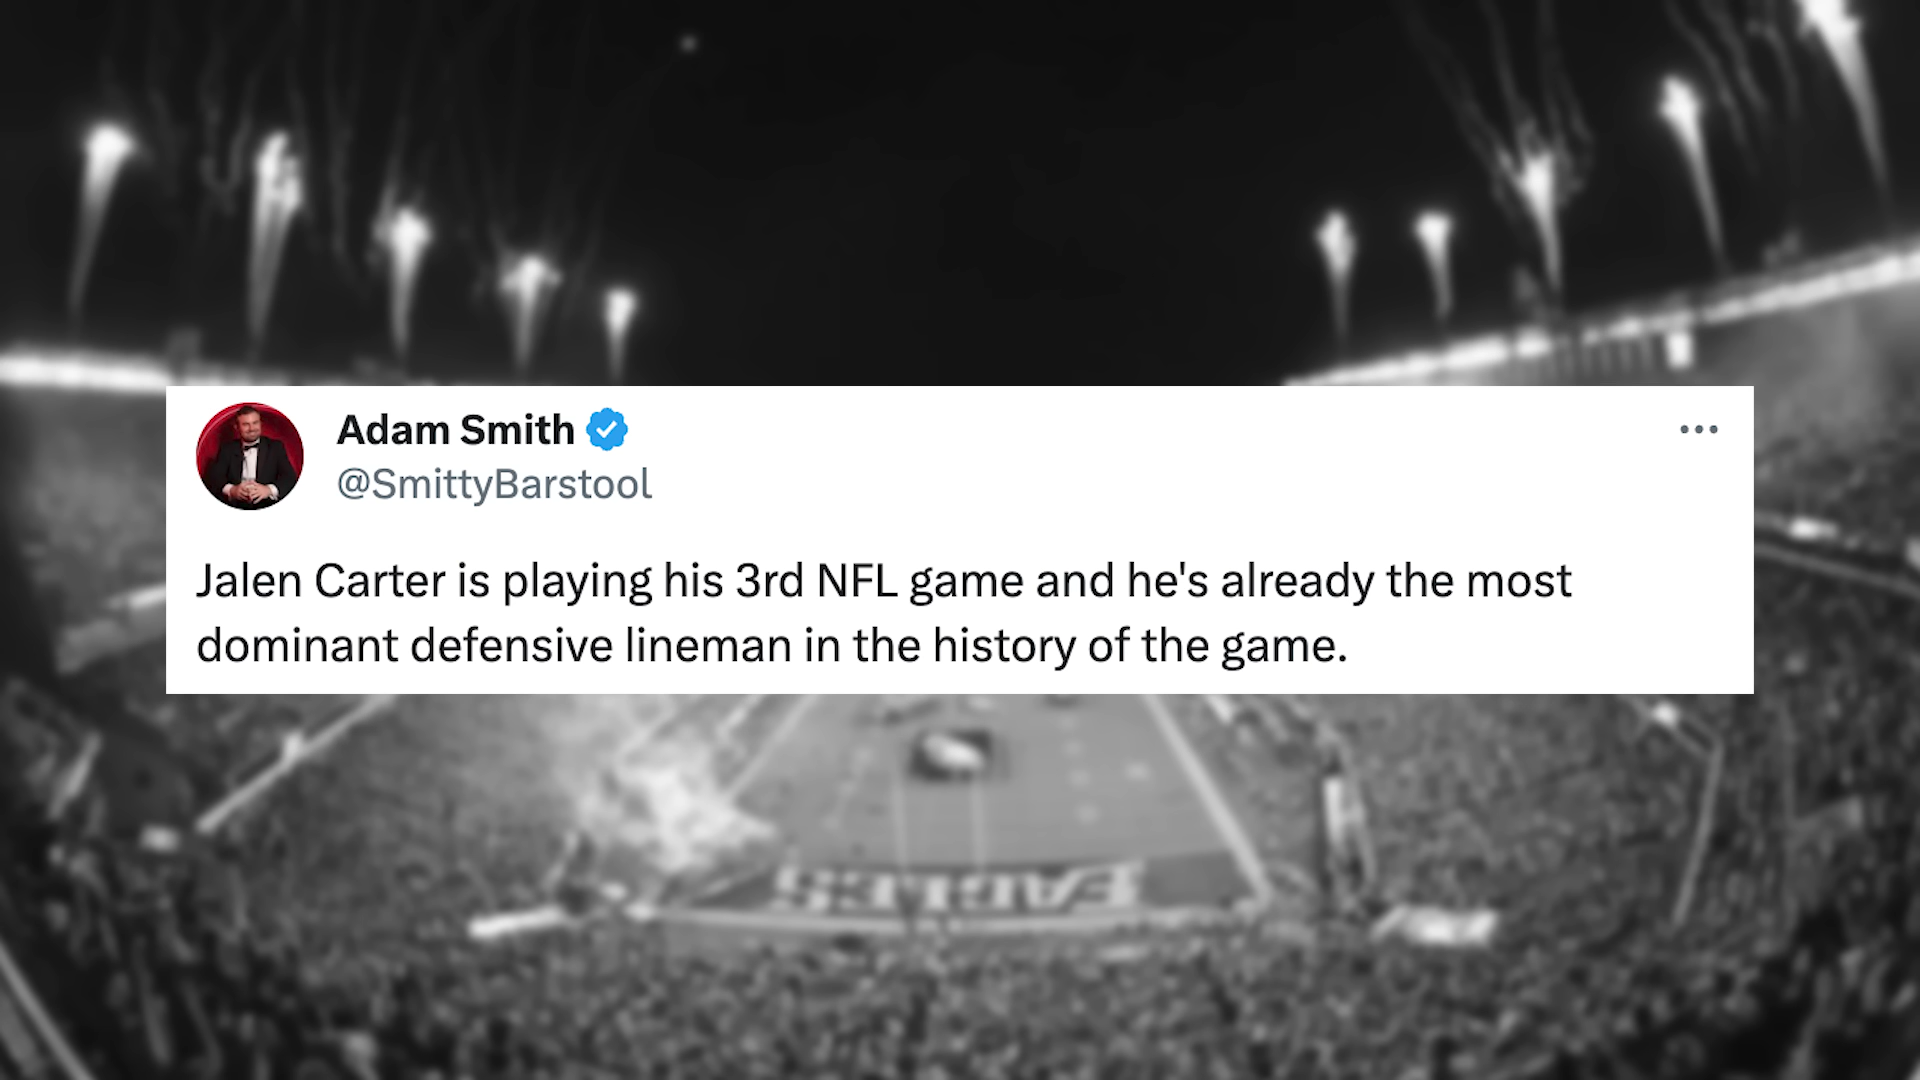 Adam Smith
@SmittyBarstool
Jalen Carter is playing his 3rd NFL game and he's already the most
dominant defensive lineman in the history of the game.
EAGLES